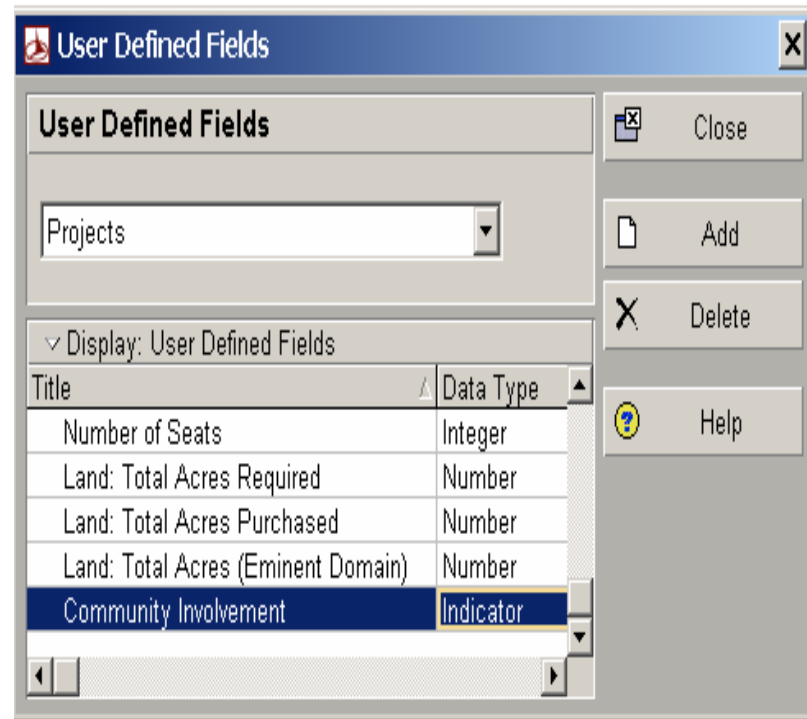 User Defined Fields
User Defined Fields
Close
Projects
Add
Delete
Display: User Defined Fields
Title Data Type
Help
Number of Seats Integer
Land: Total Acres Required Number
Land: Total Acres Purchased Number
Land: Total Acres (Eminent Domain) Number
Community Involvement Indicator